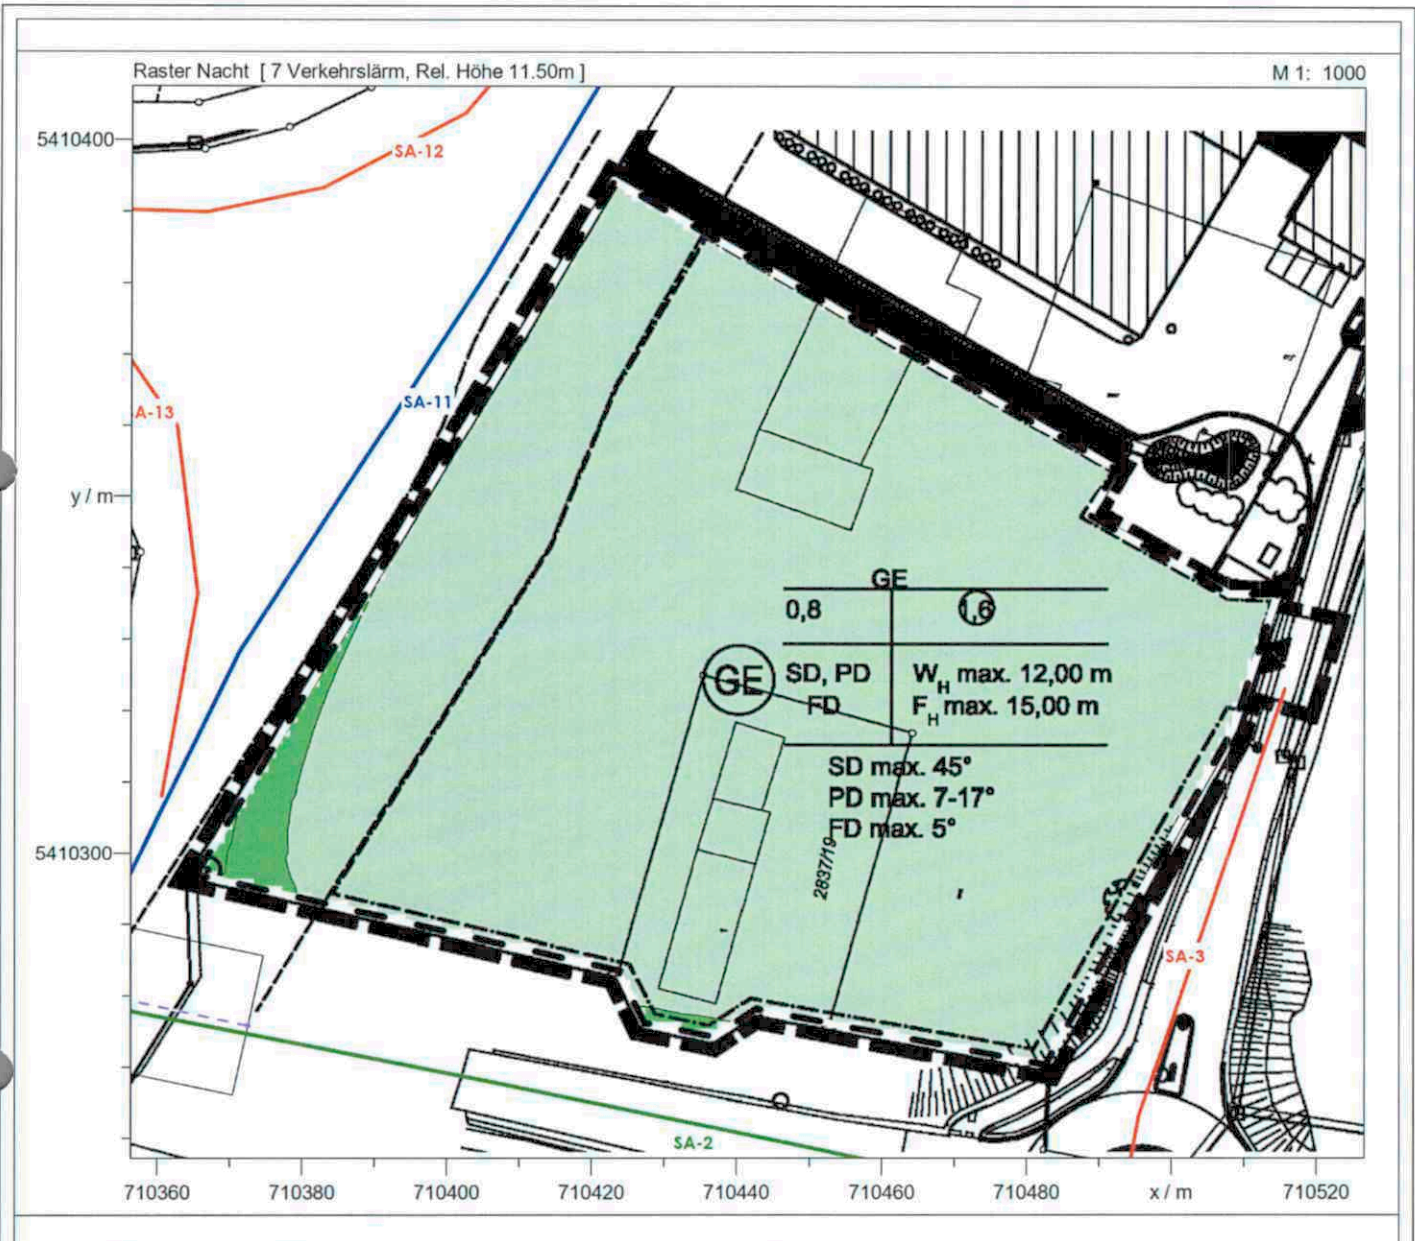 Raster Nacht [ 7 Verkehrslärm, Rel. Höhe 11.50m ]
M 1: 1000
5410400
SA-12
SA-11
A-13
y / m
GE
0,8
1,6
GE
SD, PD
WH max. 12,00 m
FD
FH max. 15,00 m
SD max. 45°
PD max. 7-17°
FD max. 5°
5410300
2837/19
SA-3
SA-2
710360
710380
710400
710420
710440
710460
710480
x / m
710520